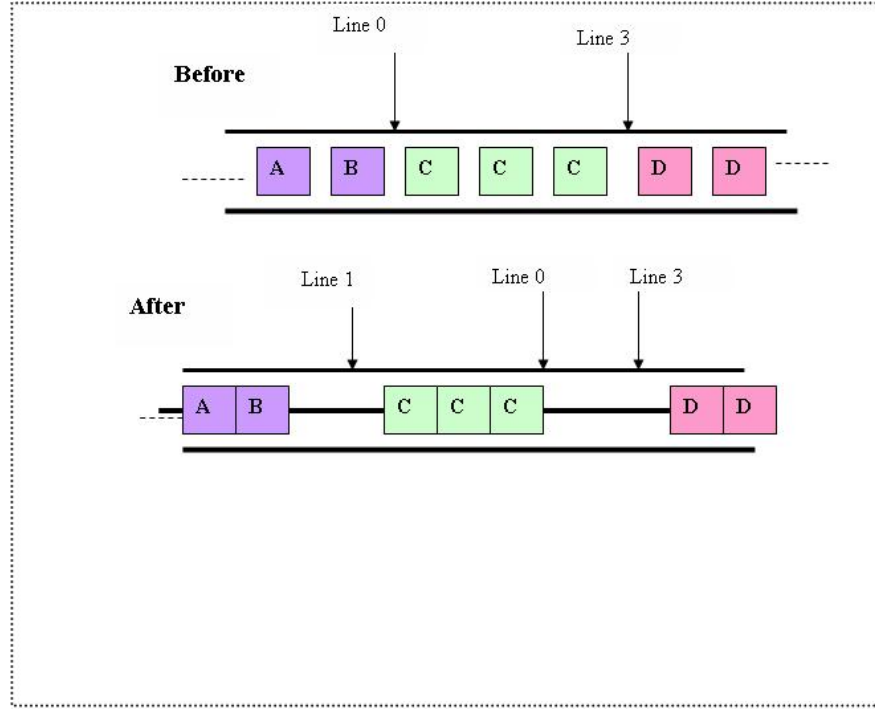 Line 0
Line 3
Before
A B C C C D D
Line 1
Line 0
Line 3
After
A B C C C D D